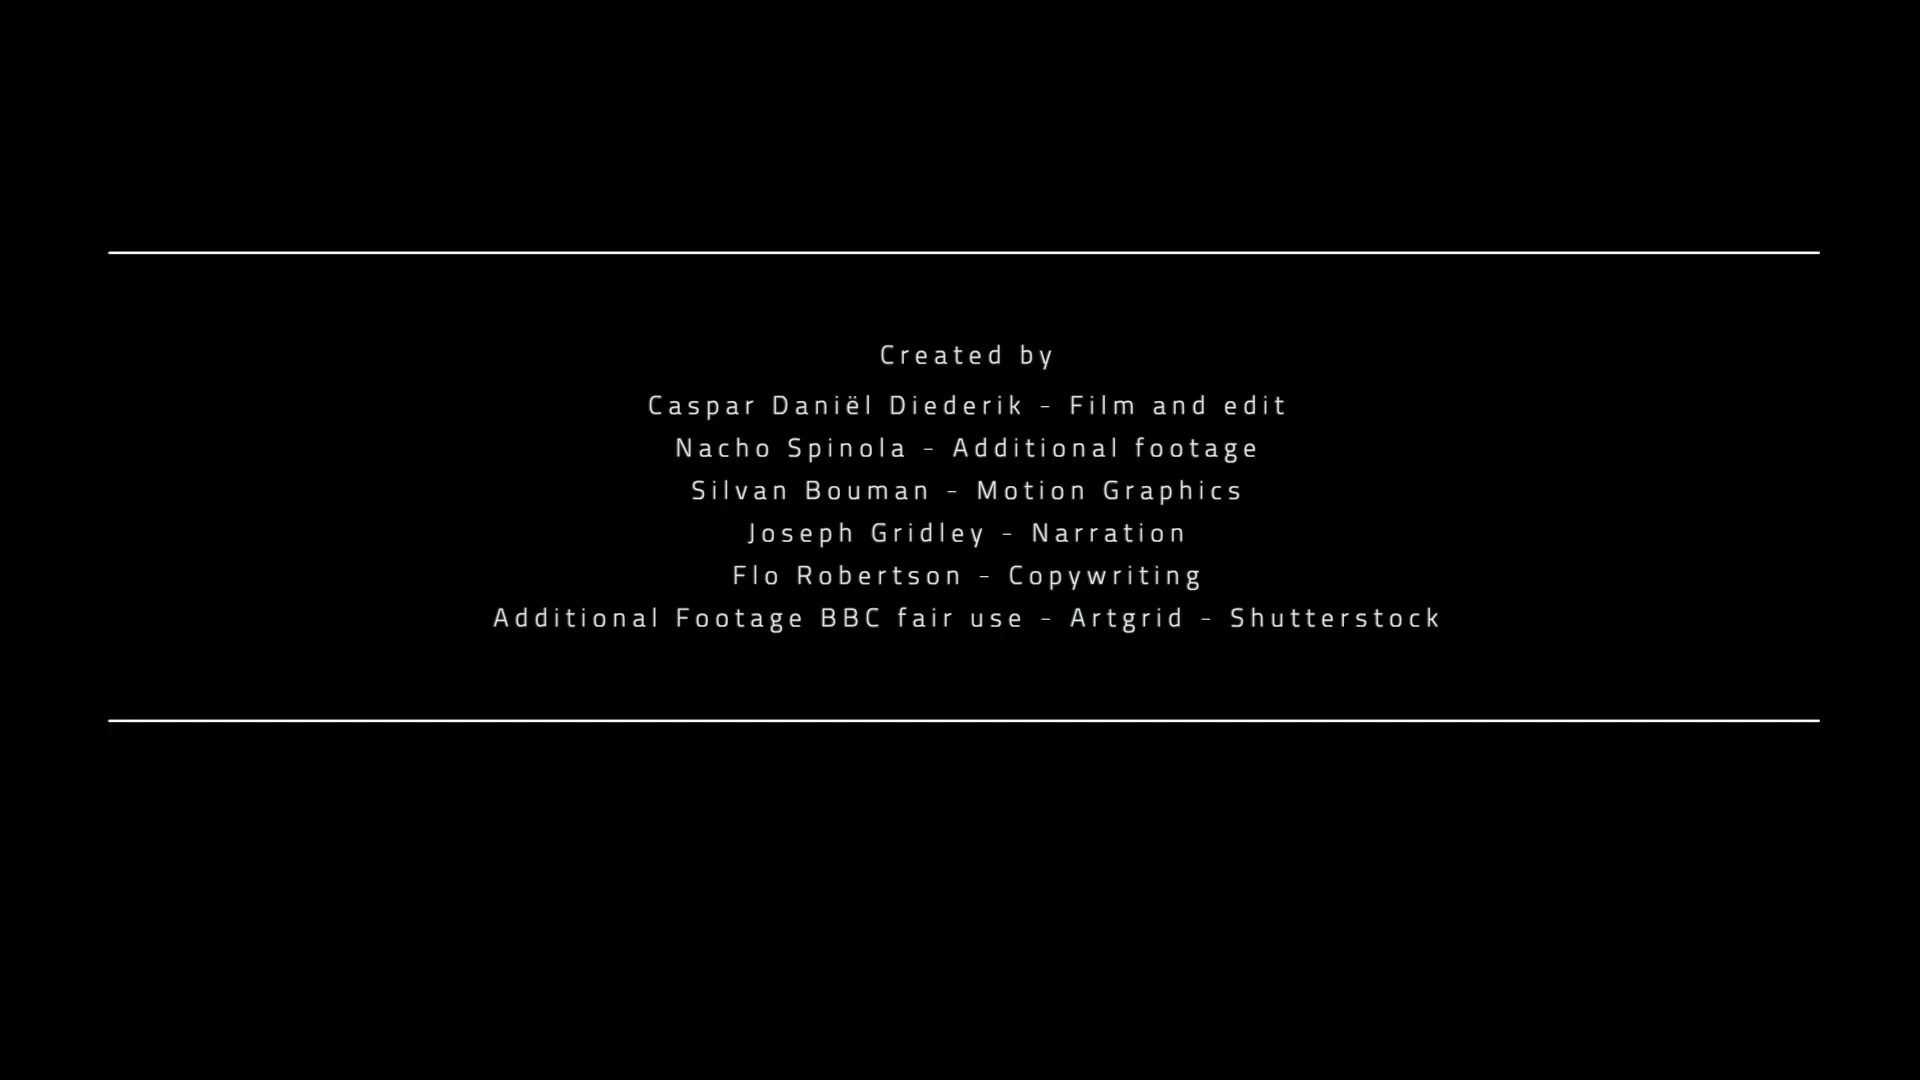 Created by
Caspar Daniël Diederik - Film and edit
Nacho Spinola - Additional footage
Silvan Bouman - Motion Graphics
Joseph Gridley - Narration
Flo Robertson - Copywriting
Additional Footage BBC fair use - Artgrid - Shutterstock